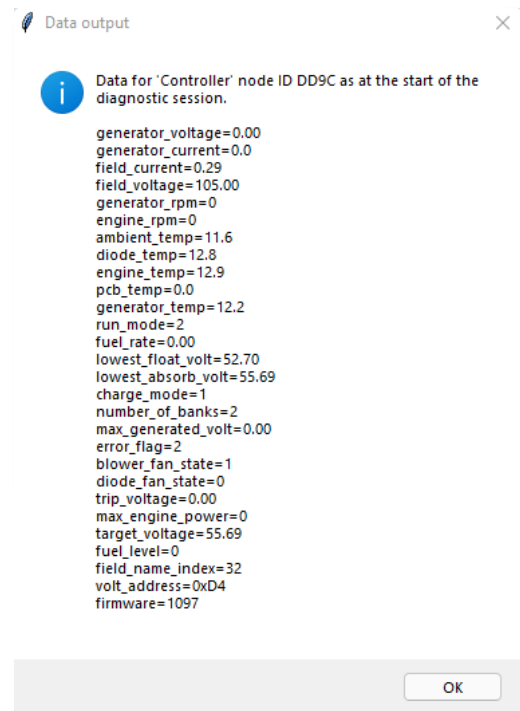 Data output
Data for 'Controller' node ID DD9C as at the start of the
diagnostic session.
generator_voltage=0.00
generator_current=0.0
field_current=0.29
field_voltage=105.00
generator_rpm=0
engine_rpm=0
ambient_temp=11.6
diode_temp=12.8
engine_temp=12.9
pcb_temp=0.0
generator_temp=12.2
run_mode=2
fuel_rate=0.00
lowest_float_volt=52.70
lowest_absorb_volt=55.69
charge_mode=1
number_of_banks=2
max_generated_volt=0.00
error_flag=2
blower_fan_state=1
diode_fan_state=0
trip_voltage=0.00
max_engine_power=0
target_voltage=55.69
fuel_level=0
field_name_index=32
volt_address=0xD4
firmware=1097
OK